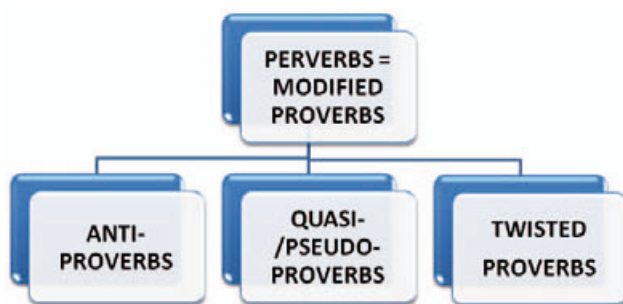 PERVERBS =
MODIFIED
PROVERBS
ANTI-
PROVERBS
QUASI-
/PSEUDO-
PROVERBS
TWISTED
PROVERBS